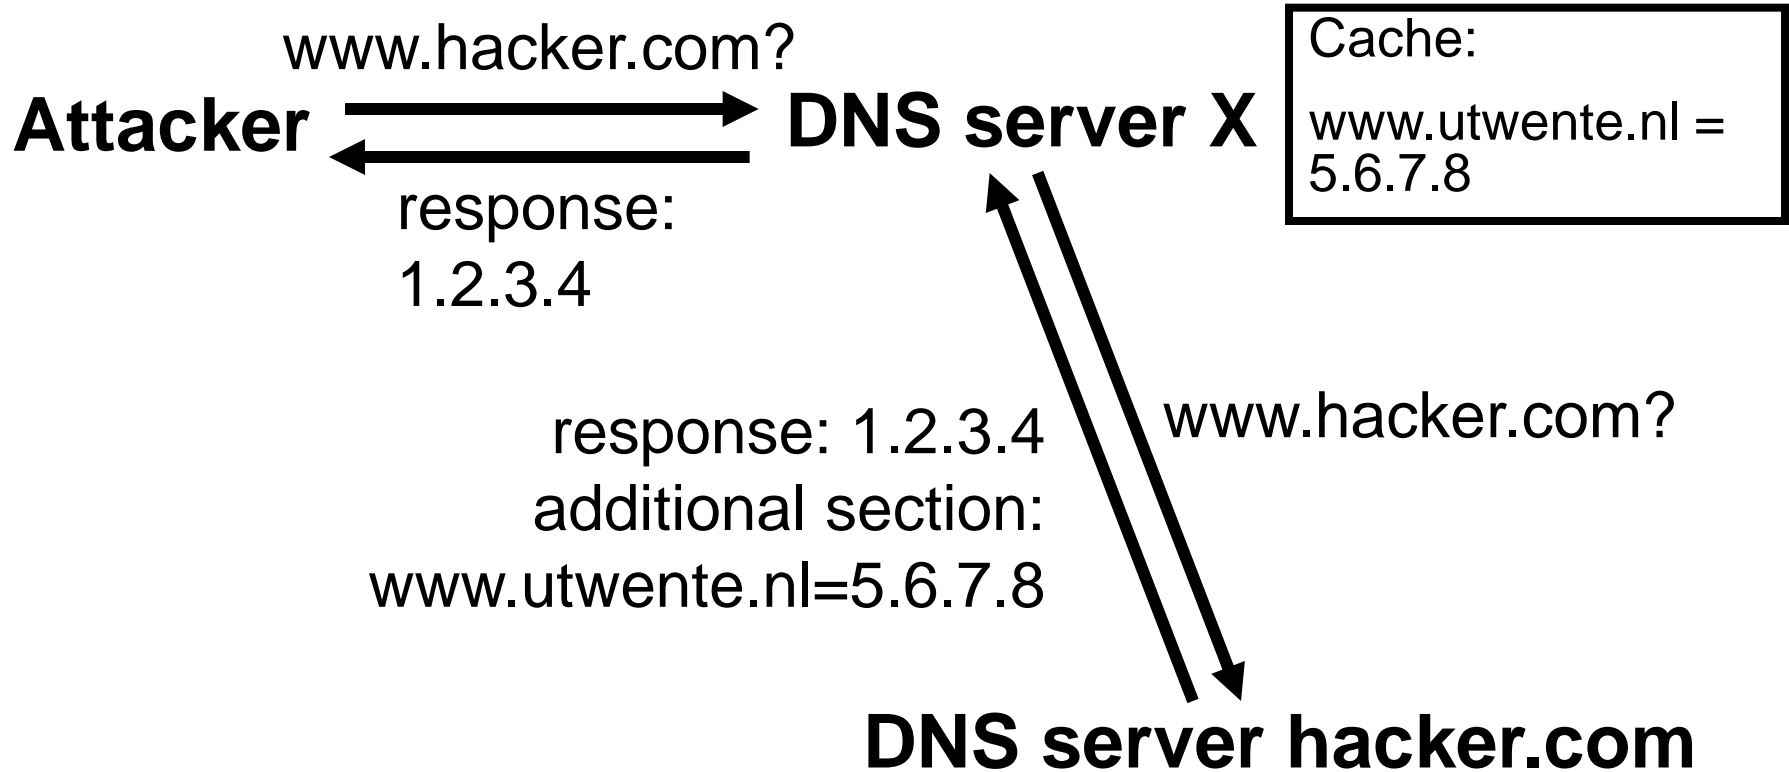 www.hacker.com?
Attacker
DNS server X
Cache:
www.utwente.nl =
5.6.7.8
response:
1.2.3.4
response: 1.2.3.4
additional section:
www.utwente.nl=5.6.7.8
www.hacker.com?
DNS server hacker.com